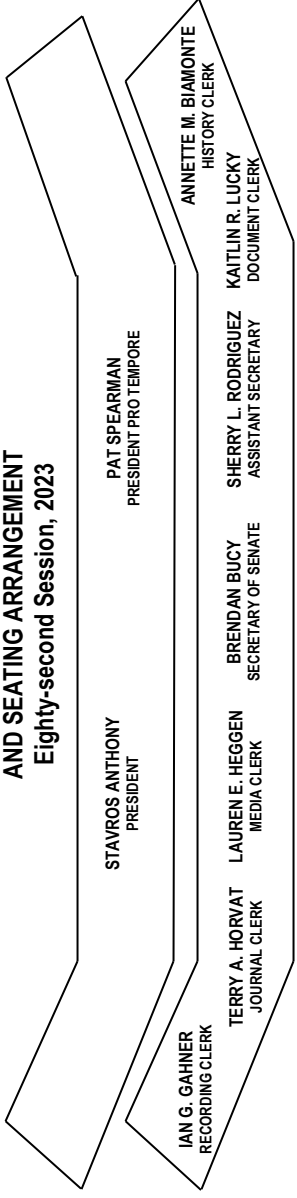 AND SEATING ARRANGEMENT
Eighty-second Session, 2023
STAVROS ANTHONY
PRESIDENT
PAT SPEARMAN
PRESIDENT PRO TEMPORE
IAN G. GAHNER
RECORDING CLERK
TERRY A. HORVAT
JOURNAL CLERK
LAUREN E. HEGGEN
MEDIA CLERK
BRENDAN BUCY
SECRETARY OF SENATE
SHERRY L. RODRIGUEZ
ASSISTANT SECRETARY
KAITLIN R. LUCKY
DOCUMENT CLERK
ANNETTE M. BIAMONTE
HISTORY CLERK